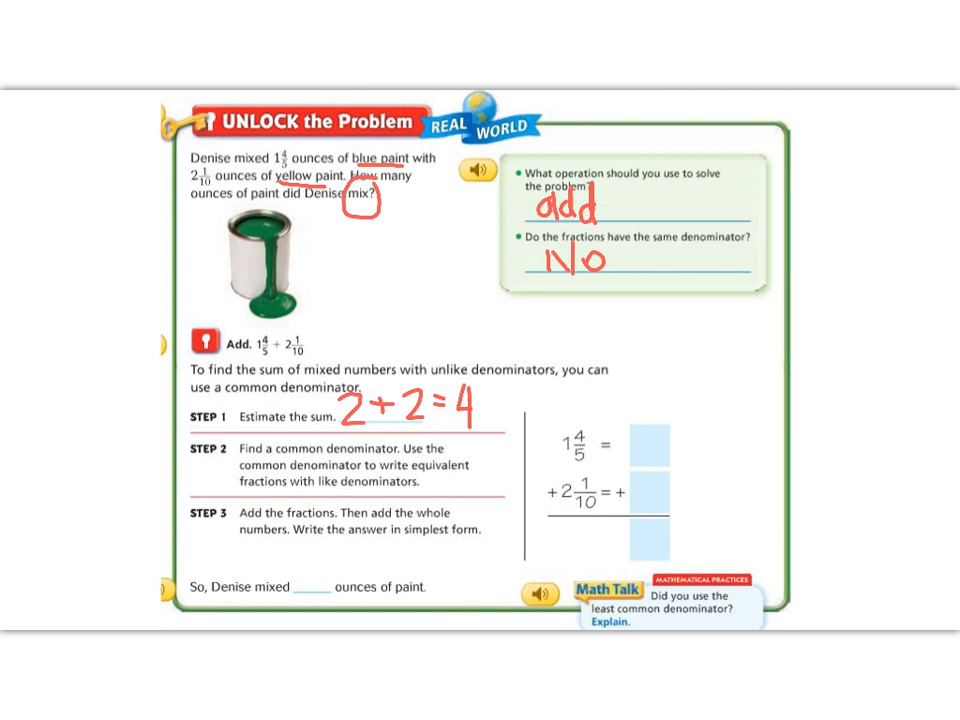 UNLOCK the Problem REAL WORLD
Denise mixed 1 4/5 ounces of blue paint with
2 1/10 ounces of yellow paint. How many
ounces of paint did Denise mix?
• What operation should you use to solve
the problem?
add
• Do the fractions have the same denominator?
No
Add. 1 4/5 + 2 1/10
To find the sum of mixed numbers with unlike denominators, you can
use a common denominator.
STEP 1 Estimate the sum. 2 + 2 = 4
STEP 2 Find a common denominator. Use the
common denominator to write equivalent
fractions with like denominators.
STEP 3 Add the fractions. Then add the whole
numbers. Write the answer in simplest form.
1 4/5 =
+ 2 1/10 = +
So, Denise mixed ______ ounces of paint.
Math Talk MATHEMATICAL PRACTICES
Did you use the
least common denominator?
Explain.